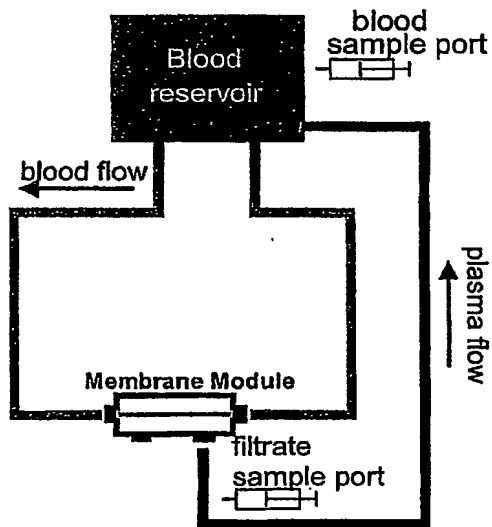 blood
sample port
Blood
reservoir
blood flow
plasma flow
Membrane Module
filtrate
sample port